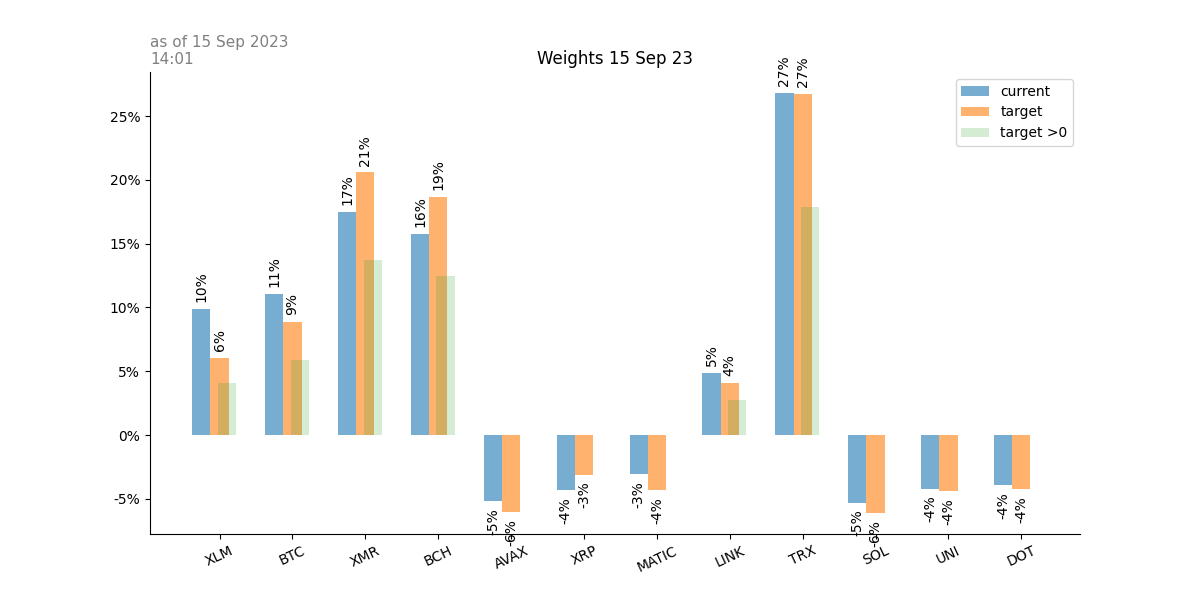 as of 15 Sep 2023
14:01
Weights 15 Sep 23
current
target
target >0
25%
20%
15%
10%
5%
0%
-5%
10%
6%
11%
9%
17%
21%
16%
19%
-5%
-6%
-4%
-3%
-3%
-4%
5%
4%
27%
27%
-5%
-6%
-4%
-4%
-4%
-4%
XLM
BTC
XMR
BCH
AVAX
XRP
MATIC
LINK
TRX
SOL
UNI
DOT